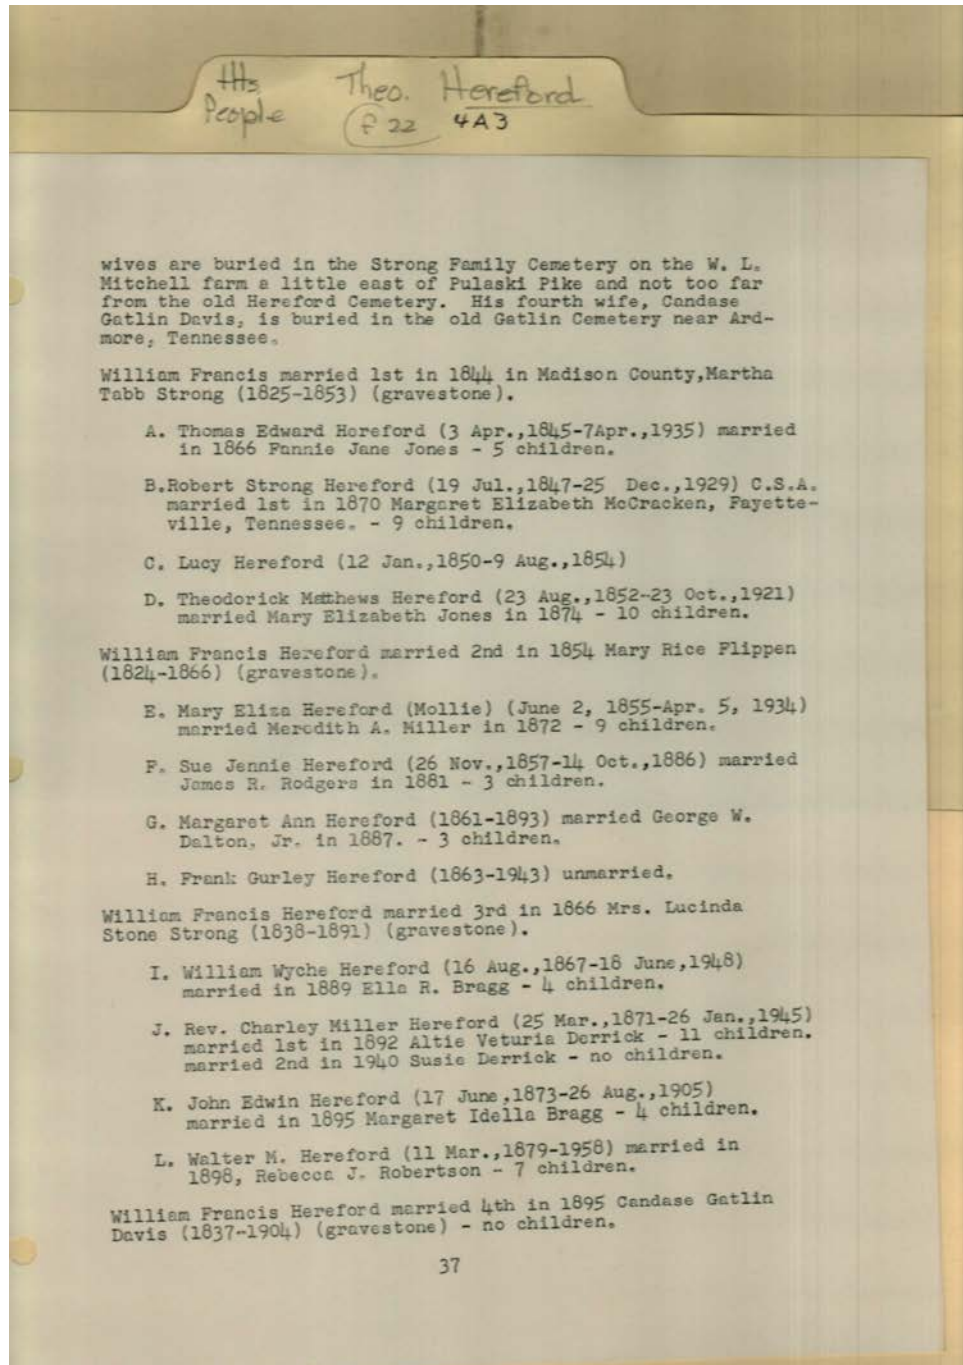 HHs Theo. Hereford
People f 22 4A3
wives are buried in the Strong Family Cemetery on the W. L.
Mitchell farm a little east of Pulaski Pike and not too far
from the old Hereford Cemetery. His fourth wife, Candase
Gatlin Davis, is buried in the old Gatlin Cemetery near Ard-
more, Tennessee.
William Francis married 1st in 1844 in Madison County,Martha
Tabb Strong (1825-1853) (gravestone).
A. Thomas Edward Hereford (3 Apr.,1845-7Apr.,1935) married
in 1866 Fannie Jane Jones - 5 children.
B.Robert Strong Hereford (19 Jul.,1847-25 Dec.,1929) C.S.A.
married 1st in 1870 Margaret Elizabeth McCracken, Fayette-
ville, Tennessee. - 9 children.
C. Lucy Hereford (12 Jan.,1850-9 Aug.,1854)
D. Theodorick Matthews Hereford (23 Aug.,1852-23 Oct.,1921)
married Mary Elizabeth Jones in 1874 - 10 children.
William Francis Hereford married 2nd in 1854 Mary Rice Flippen
(1824-1866) (gravestone).
E. Mary Eliza Hereford (Mollie) (June 2, 1855-Apr. 5, 1934)
married Meredith A. Miller in 1872 - 9 children.
F. Sue Jennie Hereford (26 Nov.,1857-14 Oct.,1886) married
James R. Rodgers in 1881 - 3 children.
G. Margaret Ann Hereford (1861-1893) married George W.
Dalton, Jr. in 1887. - 3 children.
H. Frank Gurley Hereford (1863-1943) unmarried.
William Francis Hereford married 3rd in 1866 Mrs. Lucinda
Stone Strong (1838-1891) (gravestone).
I. William Wyche Hereford (16 Aug.,1867-18 June,1948)
married in 1889 Ella R. Bragg - 4 children.
J. Rev. Charley Miller Hereford (25 Mar.,1871-26 Jan.,1945)
married 1st in 1892 Altie Veturia Derrick - 11 children.
married 2nd in 1940 Susie Derrick - no children.
K. John Edwin Hereford (17 June,1873-26 Aug.,1905)
married in 1895 Margaret Idella Bragg - 4 children.
L. Walter M. Hereford (11 Mar.,1879-1958) married in
1898, Rebecca J. Robertson - 7 children.
William Francis Hereford married 4th in 1895 Candase Gatlin
Davis (1837-1904) (gravestone) - no children.
37